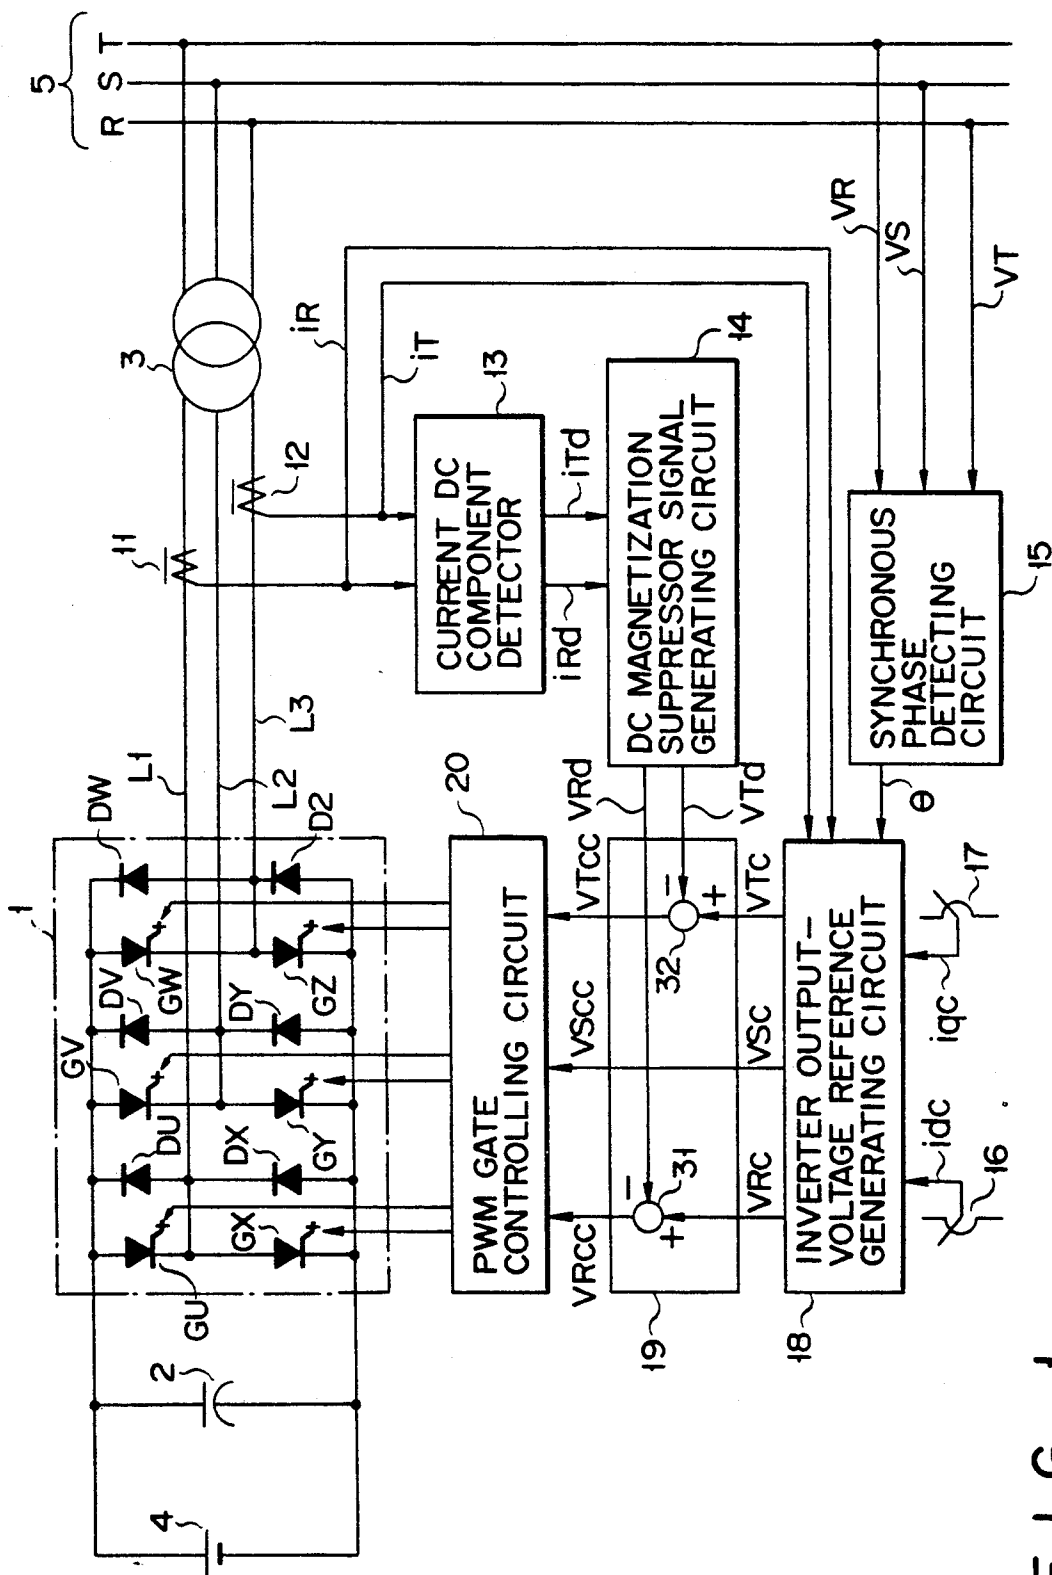 1
GU
GX
DU
DX
GV
GY
DV
DY
GW
GZ
DW
D2
L1
L2
L3
11
12
3
5
R S T
4
2
PWM GATE
CONTROLLING CIRCUIT
20
CURRENT DC
COMPONENT
DETECTOR
13
iR
iT
iRd
iTd
DC MAGNETIZATION
SUPPRESSOR SIGNAL
GENERATING CIRCUIT
14
VRd
VTd
VRCC
VSCC
VTCC
31
32
+
−
+
−
19
VRC
VSC
VTC
INVERTER OUTPUT-
VOLTAGE REFERENCE
GENERATING CIRCUIT
18
idc
iqc
16
17
θ
SYNCHRONOUS
PHASE
DETECTING
CIRCUIT
15
VR
VS
VT